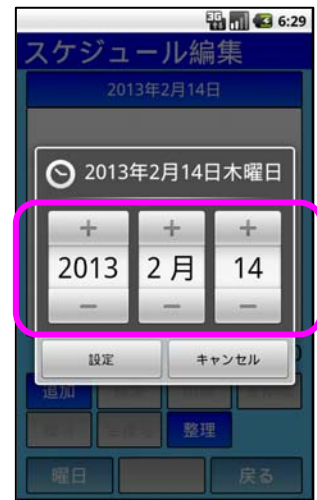 3G 6:29
スケジュール編集
2013年2月14日
2013年2月14日木曜日
+ + +
2013 2月 14
− − −
設定 キャンセル
追加
整理
曜日 戻る